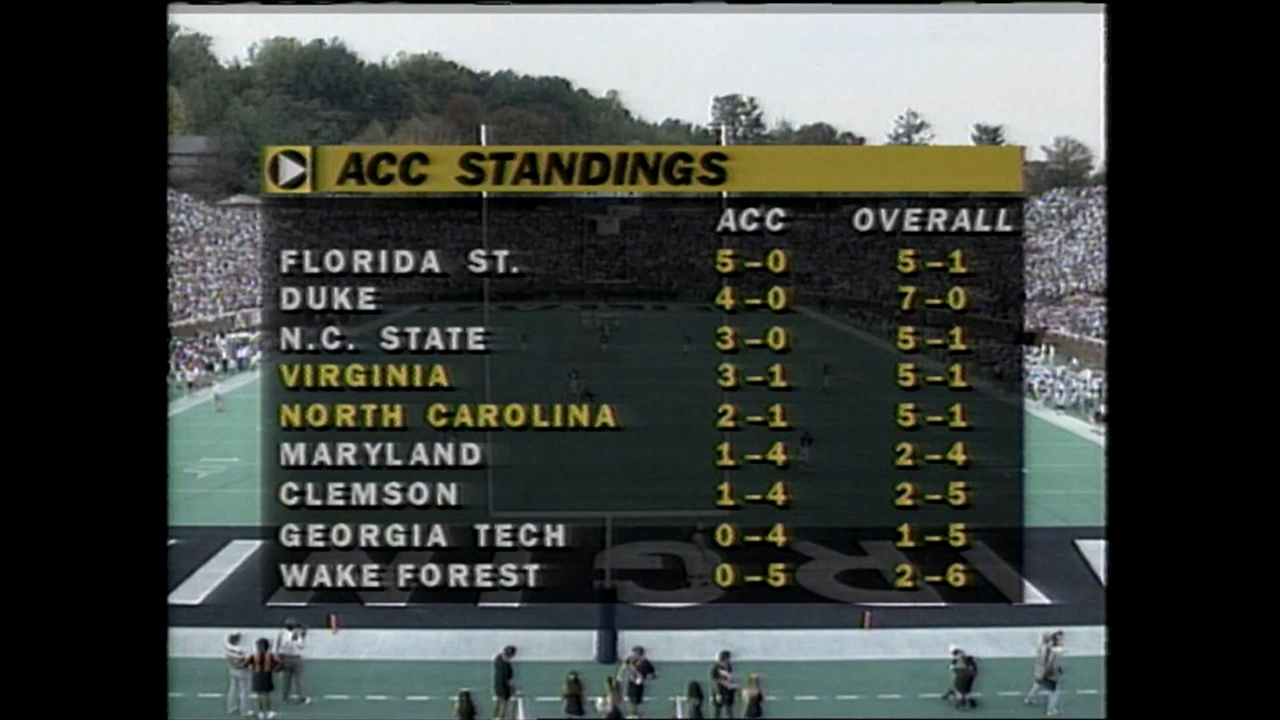 ACC STANDINGS
ACC OVERALL
FLORIDA ST. 5-0 5-1
DUKE 4-0 7-0
N.C. STATE 3-0 5-1
VIRGINIA 3-1 5-1
NORTH CAROLINA 2-1 5-1
MARYLAND 1-4 2-4
CLEMSON 1-4 2-5
GEORGIA TECH 0-4 1-5
WAKE FOREST 0-5 2-6